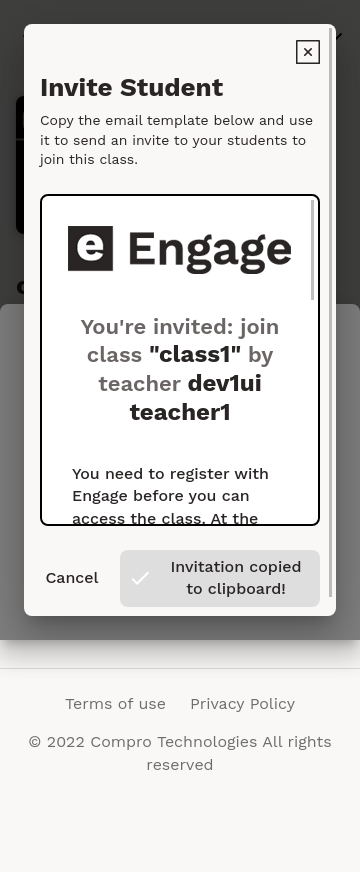 Invite Student
Copy the email template below and use
it to send an invite to your students to
join this class.
e Engage
You're invited: join
class "class1" by
teacher dev1ui
teacher1
You need to register with
Engage before you can
access the class. At the
Cancel
Invitation copied
to clipboard!
Terms of use Privacy Policy
© 2022 Compro Technologies All rights
reserved